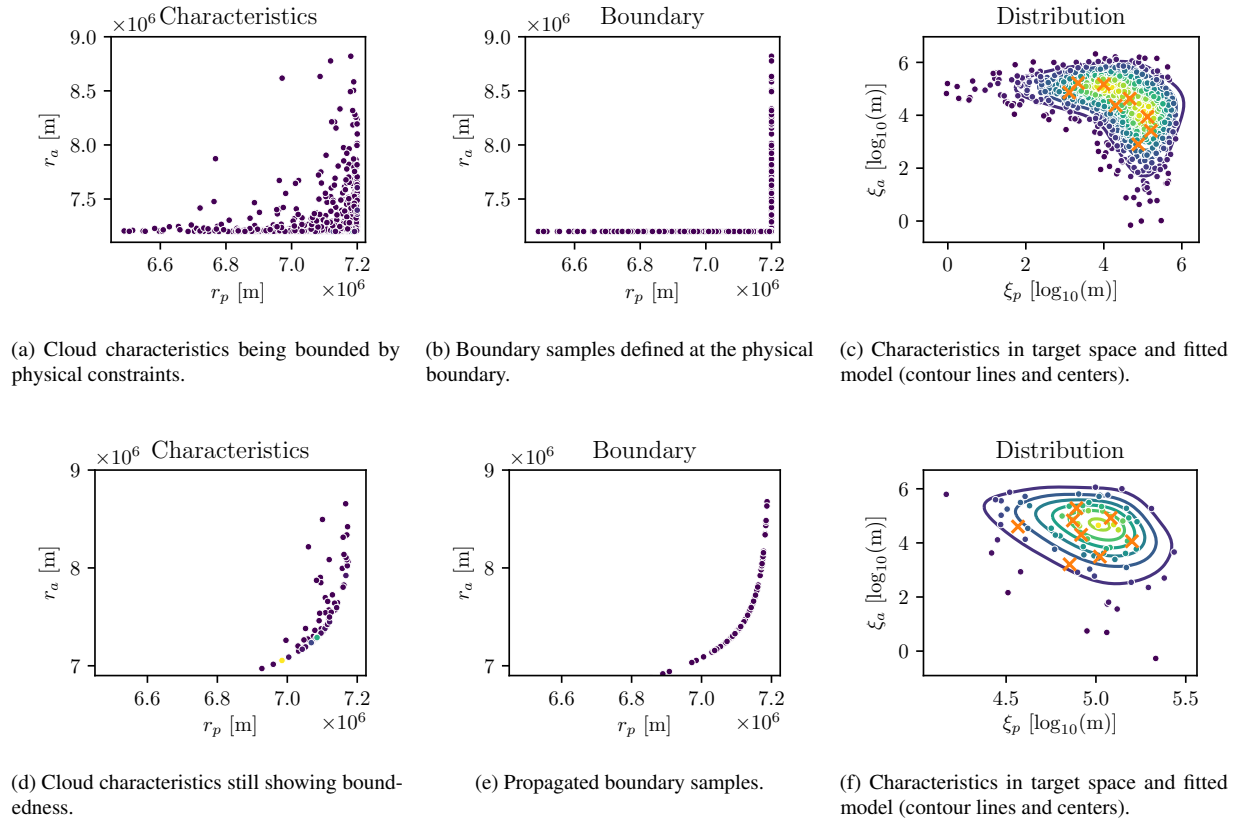 Characteristics
×10⁶
9.0
8.0
7.5
r_a [m]
6.6
6.8
7.0
7.2
r_p [m]
×10⁶
Boundary
×10⁶
9.0
8.0
7.5
r_a [m]
6.6
6.8
7.0
7.2
r_p [m]
×10⁶
Distribution
6
4
2
0
ξ_a [log₁₀(m)]
0
2
4
6
ξ_p [log₁₀(m)]
(a) Cloud characteristics being bounded by
physical constraints.
(b) Boundary samples defined at the physical
boundary.
(c) Characteristics in target space and fitted
model (contour lines and centers).
Characteristics
×10⁶
9
8
7
r_a [m]
6.6
6.8
7.0
7.2
r_p [m]
×10⁶
Boundary
×10⁶
9
8
7
r_a [m]
6.6
6.8
7.0
7.2
r_p [m]
×10⁶
Distribution
6
4
2
0
ξ_a [log₁₀(m)]
4.5
5.0
5.5
ξ_p [log₁₀(m)]
(d) Cloud characteristics still showing bound-
edness.
(e) Propagated boundary samples.
(f) Characteristics in target space and fitted
model (contour lines and centers).